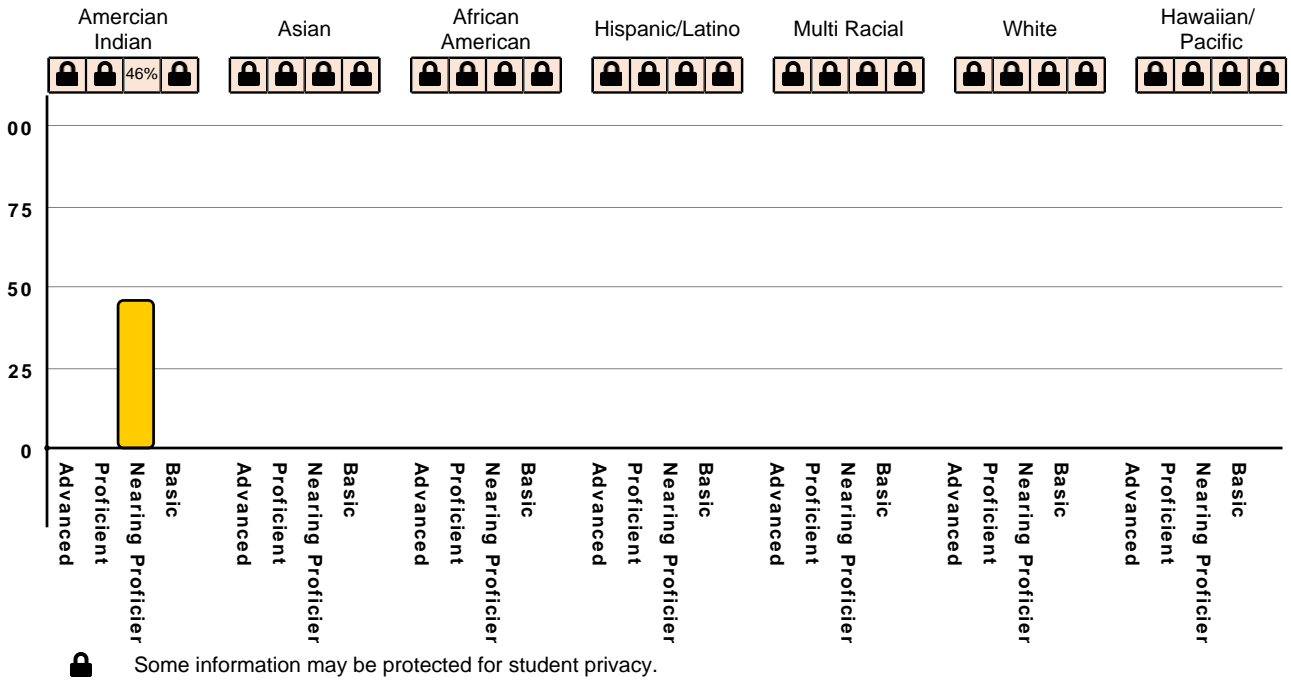 Amercian
Indian
Asian
African
American
Hispanic/Latino
Multi Racial
White
Hawaiian/
Pacific
46%
00
75
50
25
0
Advanced
Proficient
Nearing Proficier
Basic
Advanced
Proficient
Nearing Proficier
Basic
Advanced
Proficient
Nearing Proficier
Basic
Advanced
Proficient
Nearing Proficier
Basic
Advanced
Proficient
Nearing Proficier
Basic
Advanced
Proficient
Nearing Proficier
Basic
Advanced
Proficient
Nearing Proficier
Basic
Some information may be protected for student privacy.